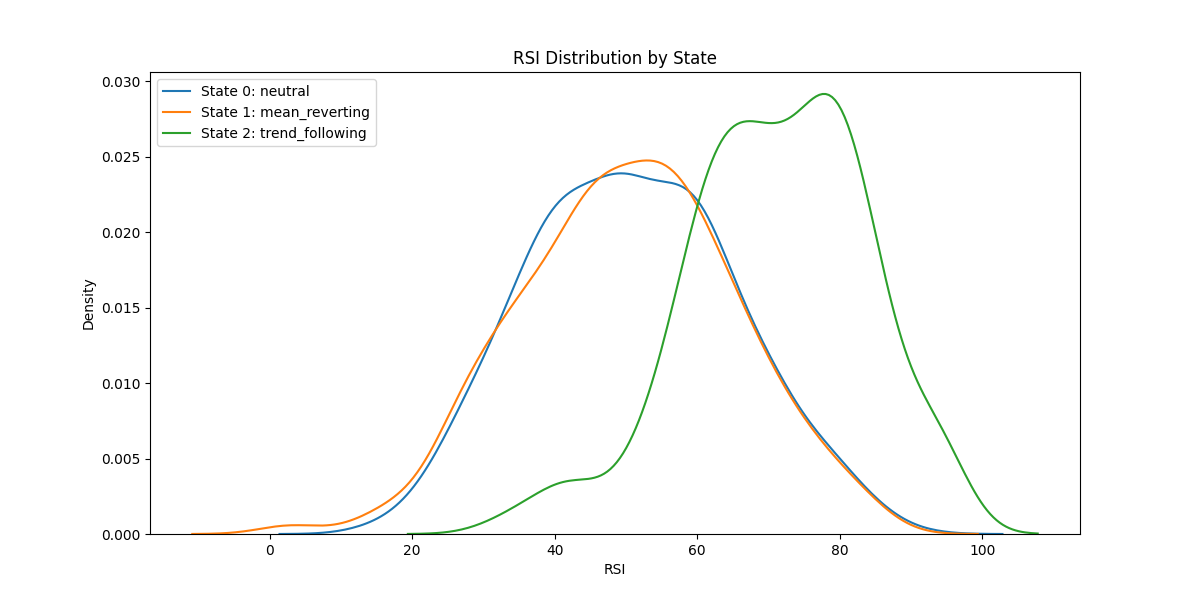 RSI Distribution by State
State 0: neutral
State 1: mean_reverting
State 2: trend_following
Density
0.030
0.025
0.020
0.015
0.010
0.005
0.000
0 20 40 60 80 100
RSI